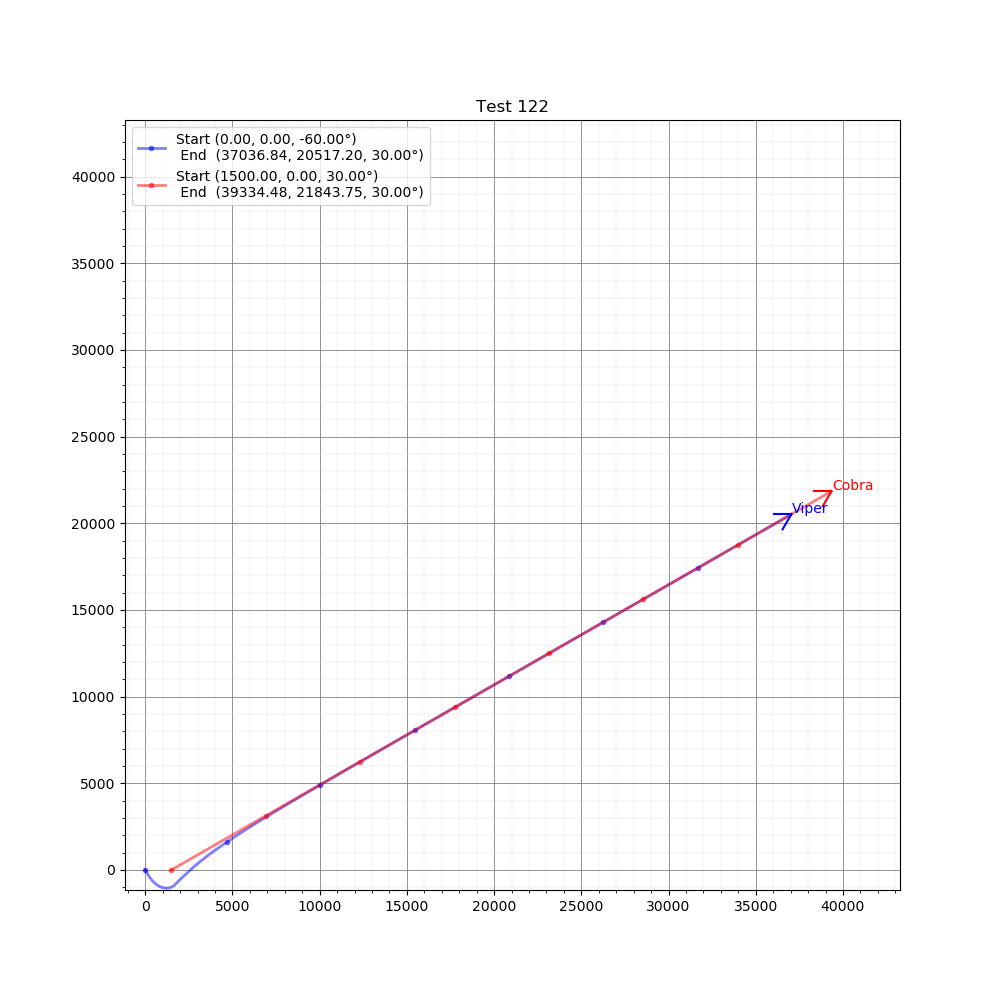 Test 122
Start (0.00, 0.00, -60.00°)
End  (37036.84, 20517.20, 30.00°)
Start (1500.00, 0.00, 30.00°)
End  (39334.48, 21843.75, 30.00°)
40000
35000
30000
25000
Cobra
Viper
20000
15000
10000
5000
0
0 5000 10000 15000 20000 25000 30000 35000 40000